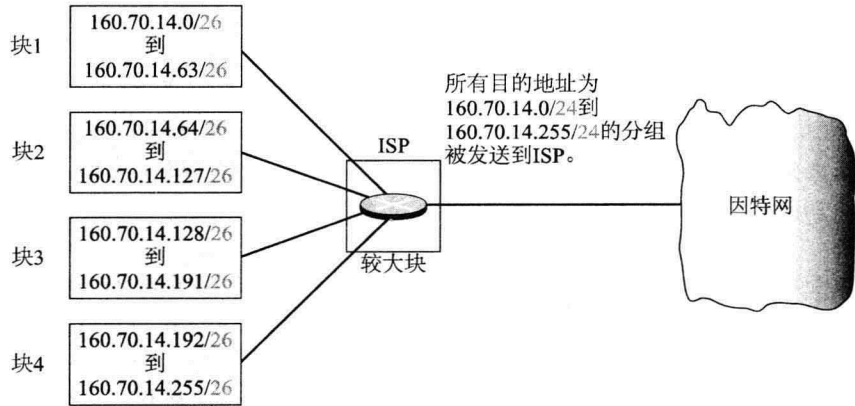 块1
160.70.14.0/26
到
160.70.14.63/26
块2
160.70.14.64/26
到
160.70.14.127/26
块3
160.70.14.128/26
到
160.70.14.191/26
块4
160.70.14.192/26
到
160.70.14.255/26
ISP
较大块
所有目的地址为
160.70.14.0/24到
160.70.14.255/24的分组
被发送到ISP。
因特网